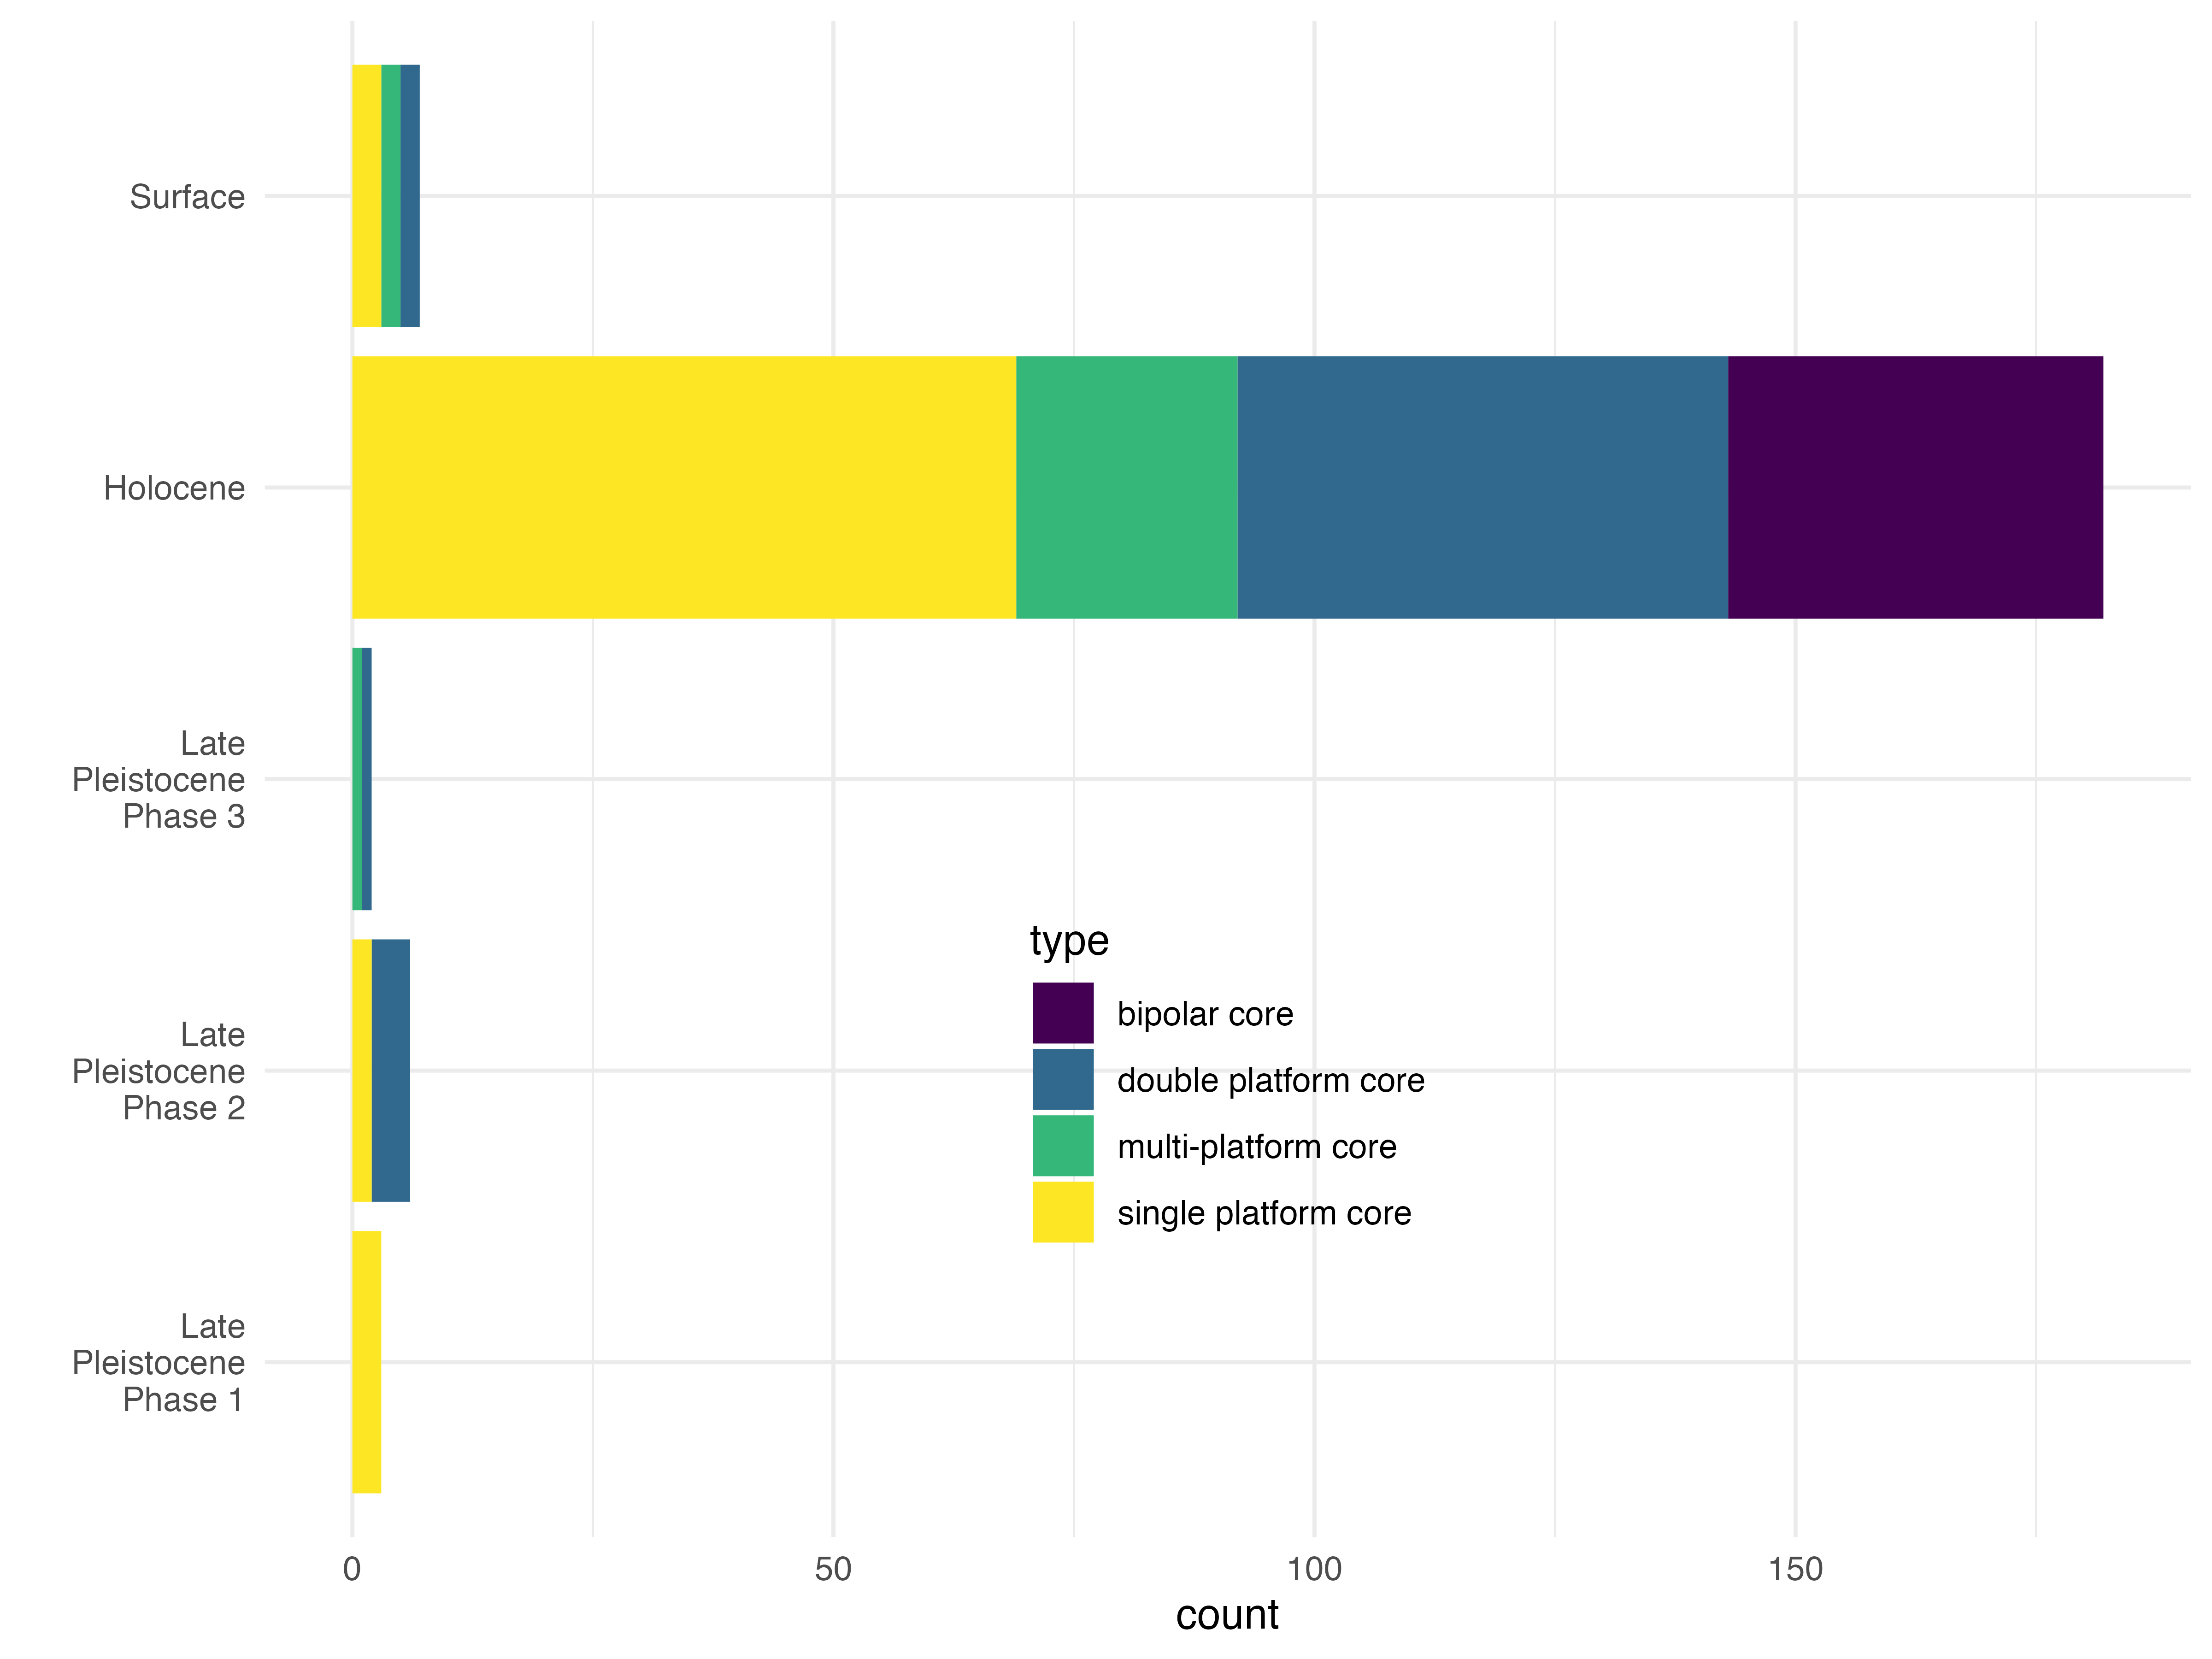 Surface
Holocene
Late
Pleistocene
Phase 3
Late
Pleistocene
Phase 2
Late
Pleistocene
Phase 1
type
bipolar core
double platform core
multi-platform core
single platform core
0 50 100 150
count